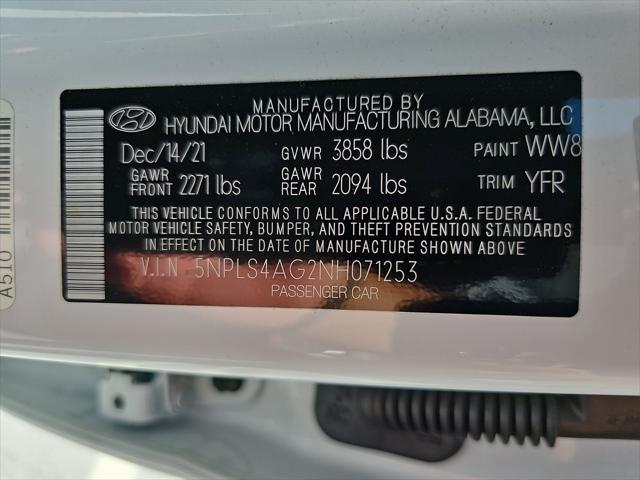 MANUFACTURED BY
HYUNDAI MOTOR MANUFACTURING ALABAMA, LLC
Dec/14/21 GVWR 3858 lbs PAINT WW8
GAWR FRONT 2271 lbs GAWR REAR 2094 lbs TRIM YFR
THIS VEHICLE CONFORMS TO ALL APPLICABLE U.S.A. FEDERAL
MOTOR VEHICLE SAFETY, BUMPER, AND THEFT PREVENTION STANDARDS
IN EFFECT ON THE DATE OF MANUFACTURE SHOWN ABOVE.
V.I.N 5NPLS4AG2NH071253
PASSENGER CAR
A510